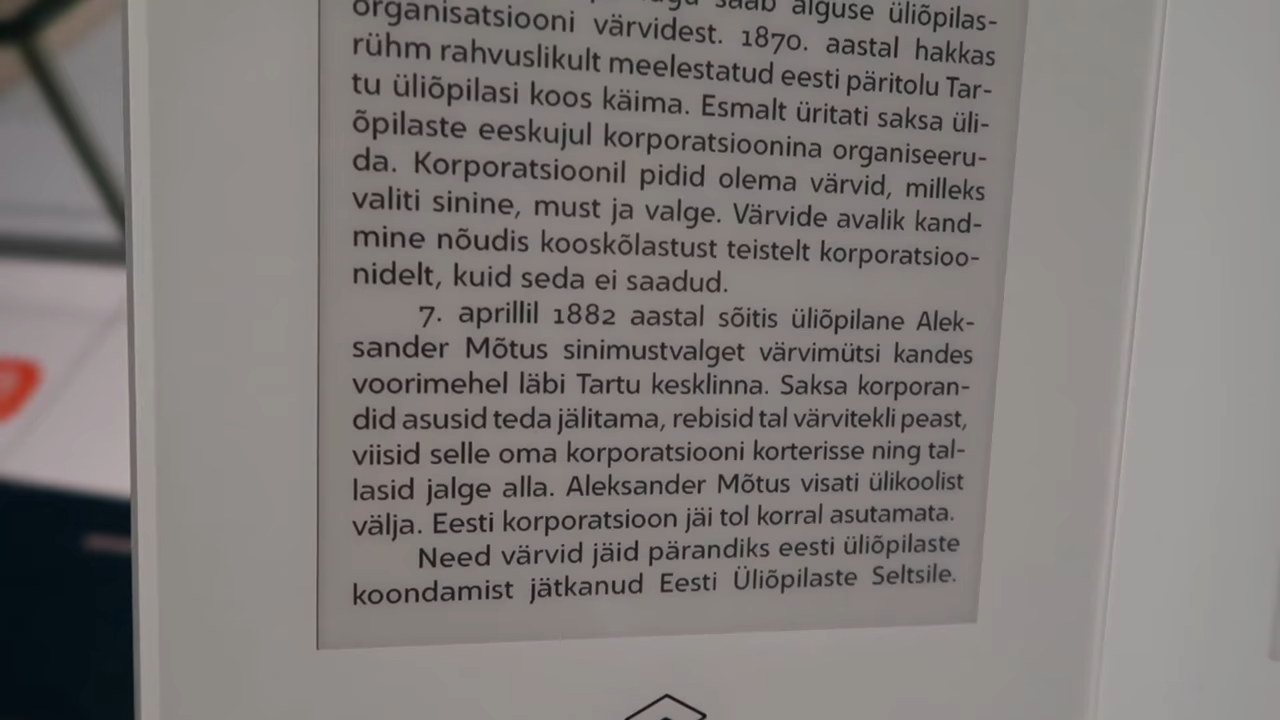 saab alguse üliõpilas-
organisatsiooni värvidest. 1870. aastal hakkas
rühm rahvuslikult meelestatud eesti päritolu Tar-
tu üliõpilasi koos käima. Esmalt üritati saksa üli-
õpilaste eeskujul korporatsioonina organiseeru-
da. Korporatsioonil pidid olema värvid, milleks
valiti sinine, must ja valge. Värvide avalik kand-
mine nõudis kooskõlastust teistelt korporatsioo-
nidelt, kuid seda ei saadud.
7. aprillil 1882 aastal sõitis üliõpilane Alek-
sander Mõtus sinimustvalget värvimütsi kandes
voorimehel läbi Tartu kesklinna. Saksa korporan-
did asusid teda jälitama, rebisid tal värvitekli peast,
viisid selle oma korporatsiooni korterisse ning tal-
lasid jalge alla. Aleksander Mõtus visati ülikoolist
välja. Eesti korporatsioon jäi tol korral asutamata.
Need värvid jäid pärandiks eesti üliõpilaste
koondamist jätkanud Eesti Üliõpilaste Seltsile.